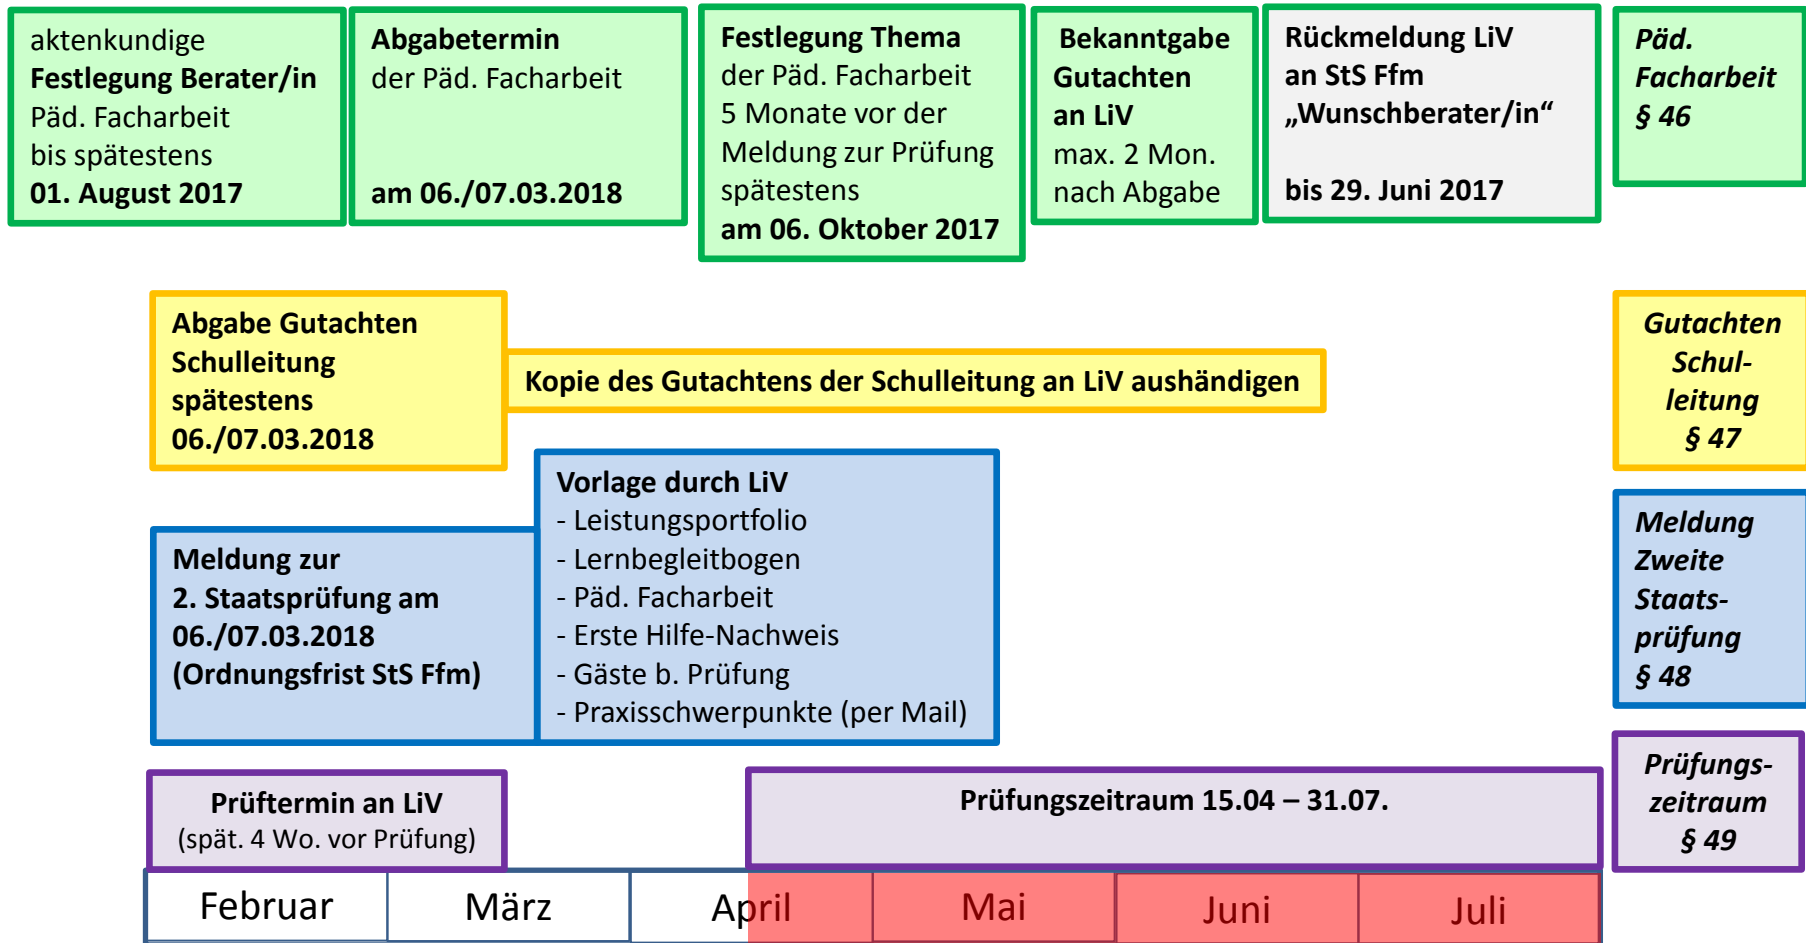 aktenkundige
Festlegung Berater/in
Päd. Facharbeit
bis spätestens
01. August 2017
Abgabetermin
der Päd. Facharbeit
am 06./07.03.2018
Festlegung Thema
der Päd. Facharbeit
5 Monate vor der
Meldung zur Prüfung
spätestens
am 06. Oktober 2017
Bekanntgabe
Gutachten
an LiV
max. 2 Mon.
nach Abgabe
Rückmeldung LiV
an StS Ffm
„Wunschberater/in“
bis 29. Juni 2017
Päd.
Facharbeit
§ 46
Abgabe Gutachten
Schulleitung
spätestens
06./07.03.2018
Kopie des Gutachtens der Schulleitung an LiV aushändigen
Gutachten
Schul-
leitung
§ 47
Meldung zur
2. Staatsprüfung am
06./07.03.2018
(Ordnungsfrist StS Ffm)
Vorlage durch LiV
- Leistungsportfolio
- Lernbegleitbogen
- Päd. Facharbeit
- Erste Hilfe-Nachweis
- Gäste b. Prüfung
- Praxisschwerpunkte (per Mail)
Meldung
Zweite
Staats-
prüfung
§ 48
Prüftermin an LiV
(spät. 4 Wo. vor Prüfung)
Prüfungszeitraum 15.04 – 31.07.
Prüfungs-
zeitraum
§ 49
Februar
März
April
Mai
Juni
Juli